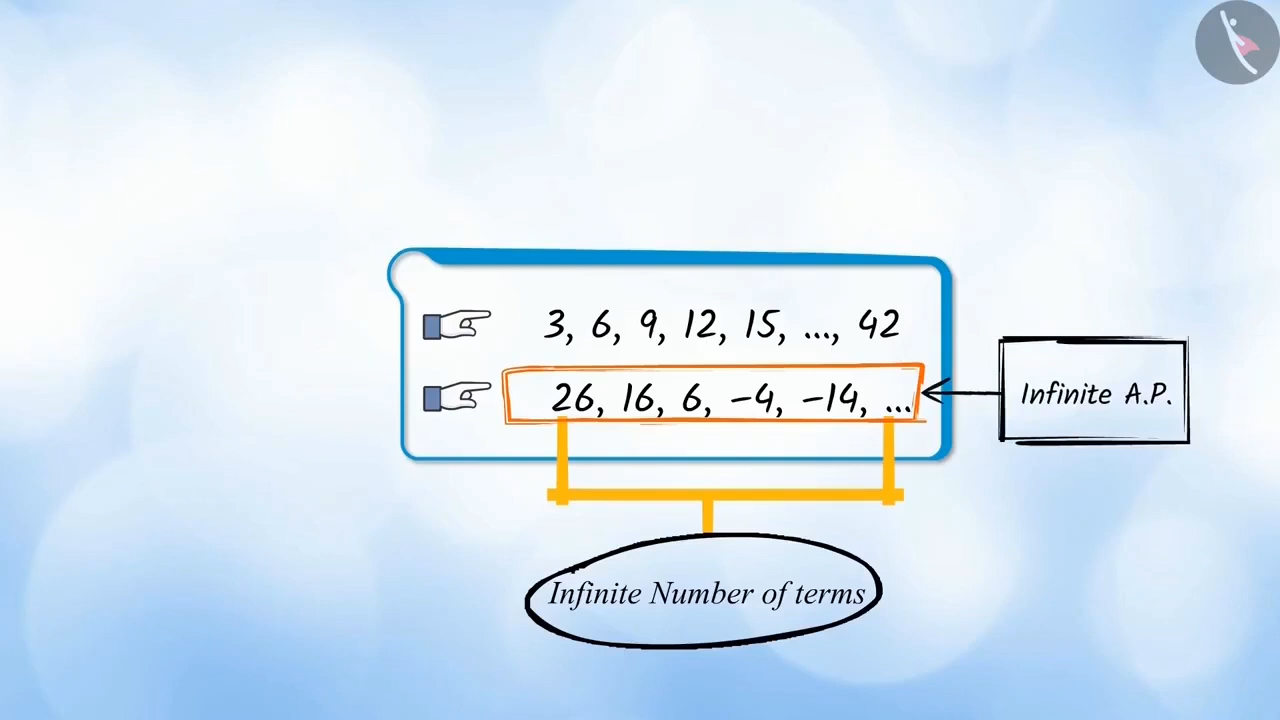 3, 6, 9, 12, 15, ..., 42
26, 16, 6, −4, −14, ...
Infinite A.P.
Infinite Number of terms